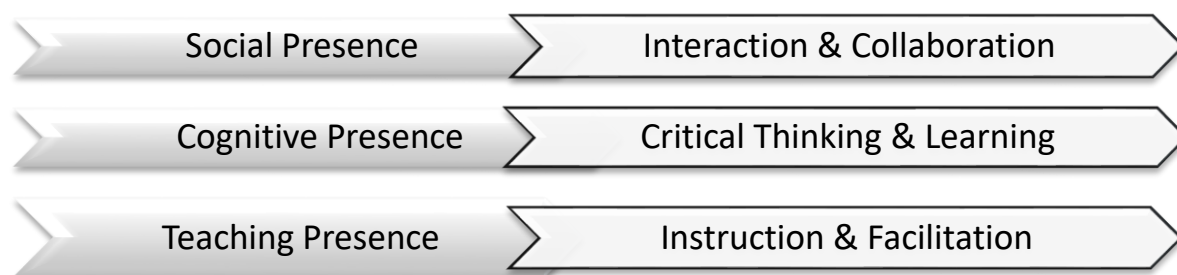 Social Presence
Interaction & Collaboration
Cognitive Presence
Critical Thinking & Learning
Teaching Presence
Instruction & Facilitation